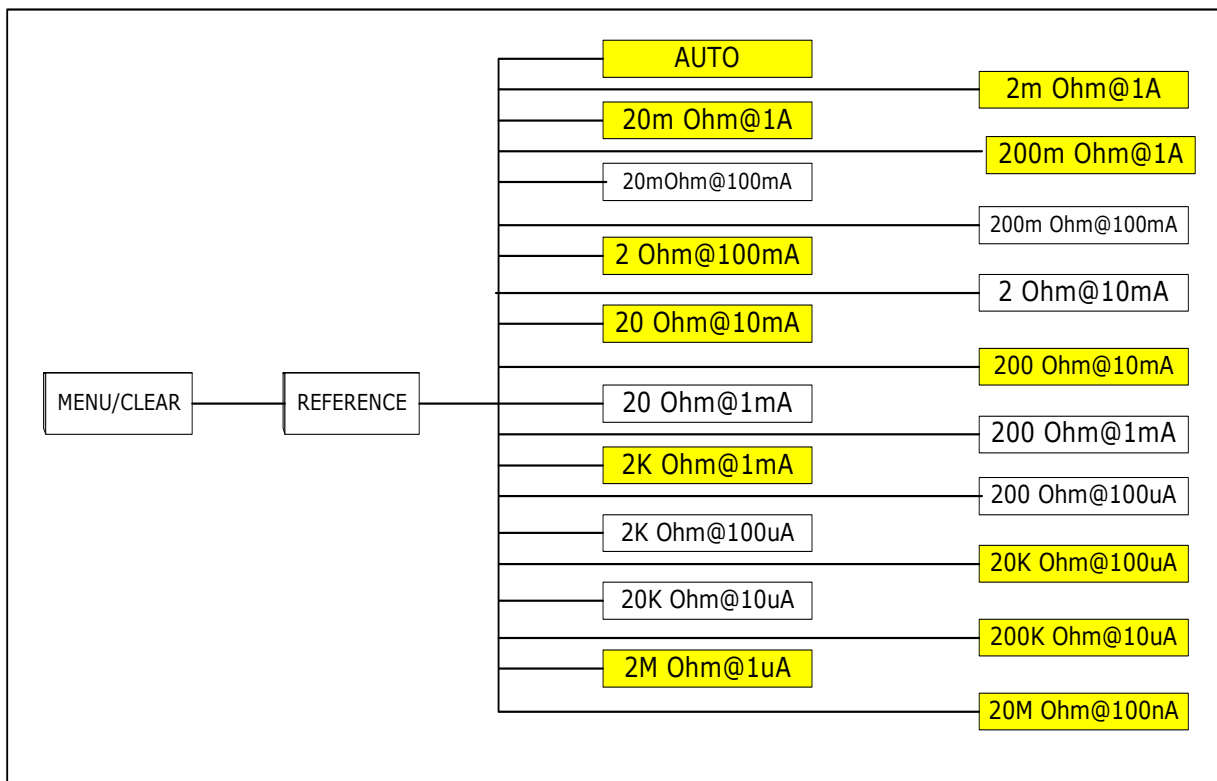 AUTO
2m Ohm@1A
20m Ohm@1A
200m Ohm@1A
20mOhm@100mA
200m Ohm@100mA
2 Ohm@100mA
2 Ohm@10mA
20 Ohm@10mA
200 Ohm@10mA
MENU/CLEAR
REFERENCE
20 Ohm@1mA
200 Ohm@1mA
2K Ohm@1mA
200 Ohm@100uA
2K Ohm@100uA
20K Ohm@100uA
20K Ohm@10uA
200K Ohm@10uA
2M Ohm@1uA
20M Ohm@100nA